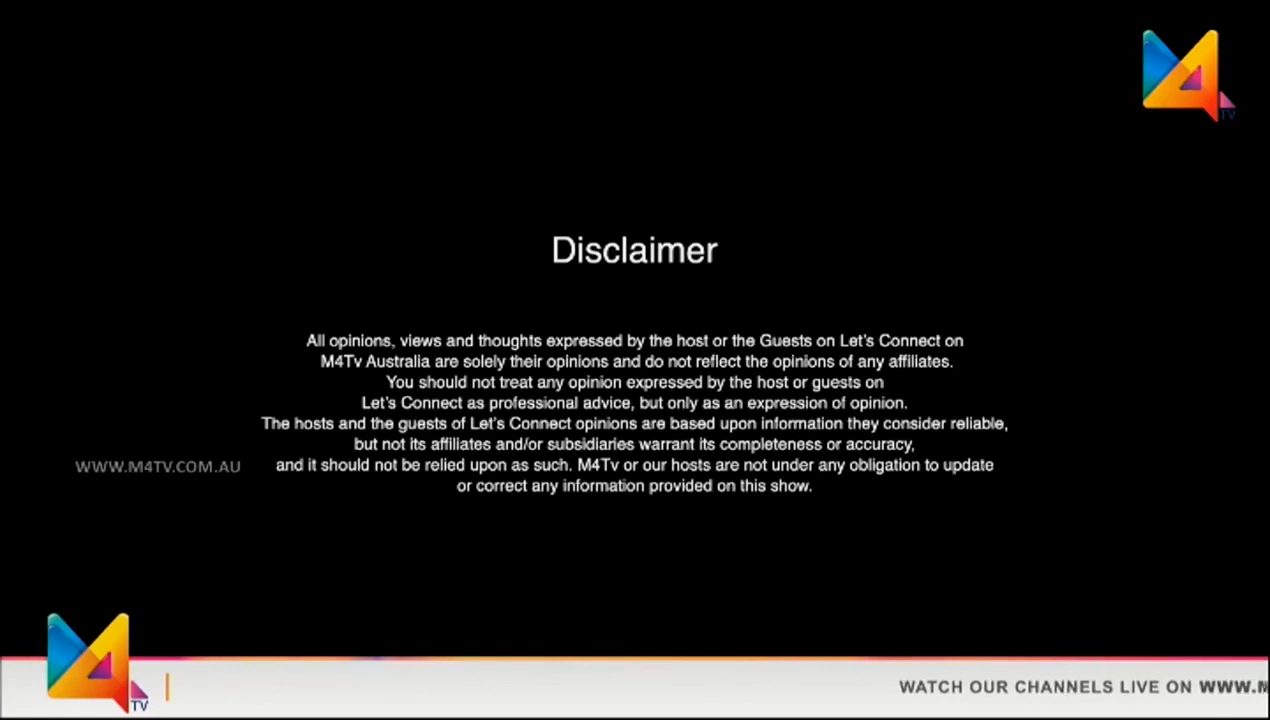 TV
Disclaimer
All opinions, views and thoughts expressed by the host or the Guests on Let's Connect on
M4Tv Australia are solely their opinions and do not reflect the opinions of any affiliates.
You should not treat any opinion expressed by the host or guests on
Let's Connect as professional advice, but only as an expression of opinion.
The hosts and the guests of Let's Connect opinions are based upon information they consider reliable,
but not its affiliates and/or subsidiaries warrant its completeness or accuracy,
and it should not be relied upon as such. M4Tv or our hosts are not under any obligation to update
or correct any information provided on this show.
WWW.M4TV.COM.AU
TV
WATCH OUR CHANNELS LIVE ON WWW.M